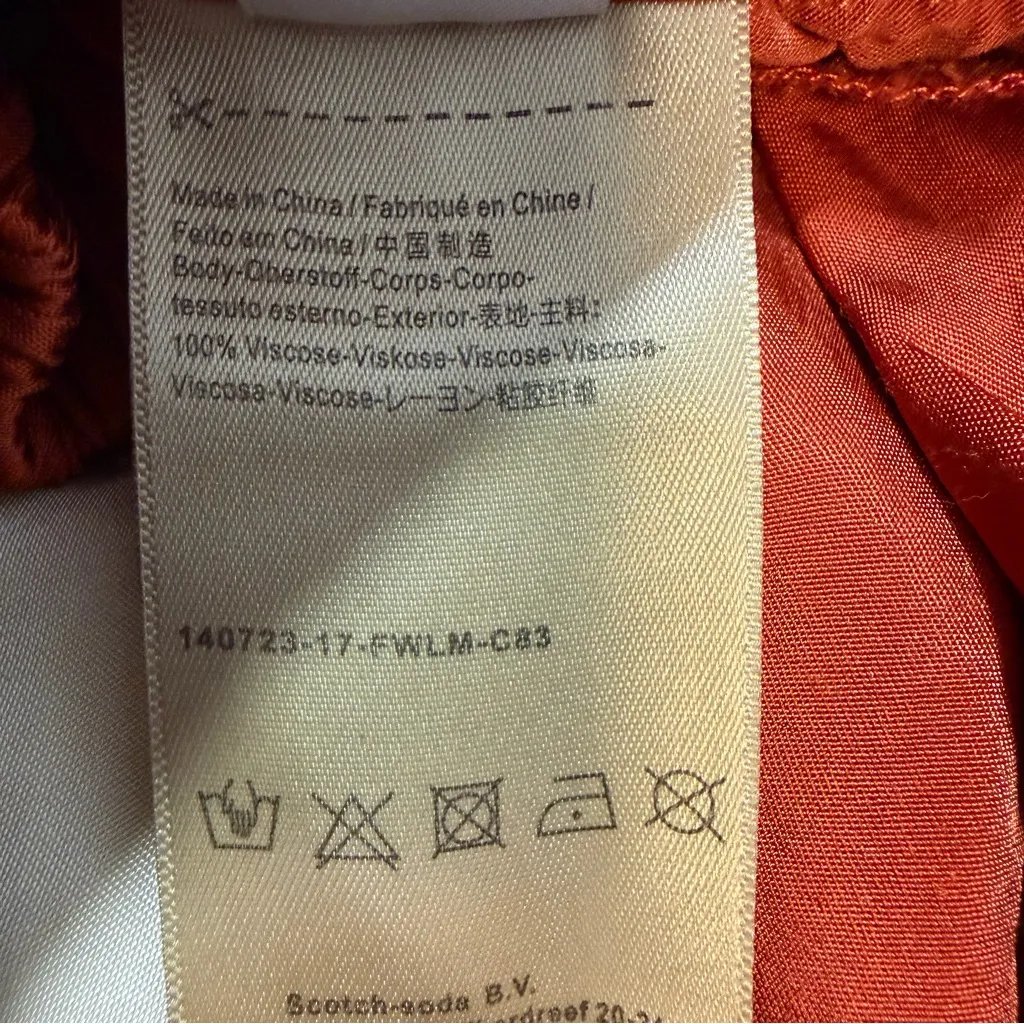 Made in China / Fabriqué en Chine /
Feito em China / 中国制造
Body-Oberstoff-Corps-Corpo-
tessuto esterno-Exterior-表地-主料:
100% Viscose-Viskose-Viscose-Viscosa-
Viscosa-Viscose-レーヨン-粘胶纤维
140723-17-FWLM-C83
Scotch-soda B.V.